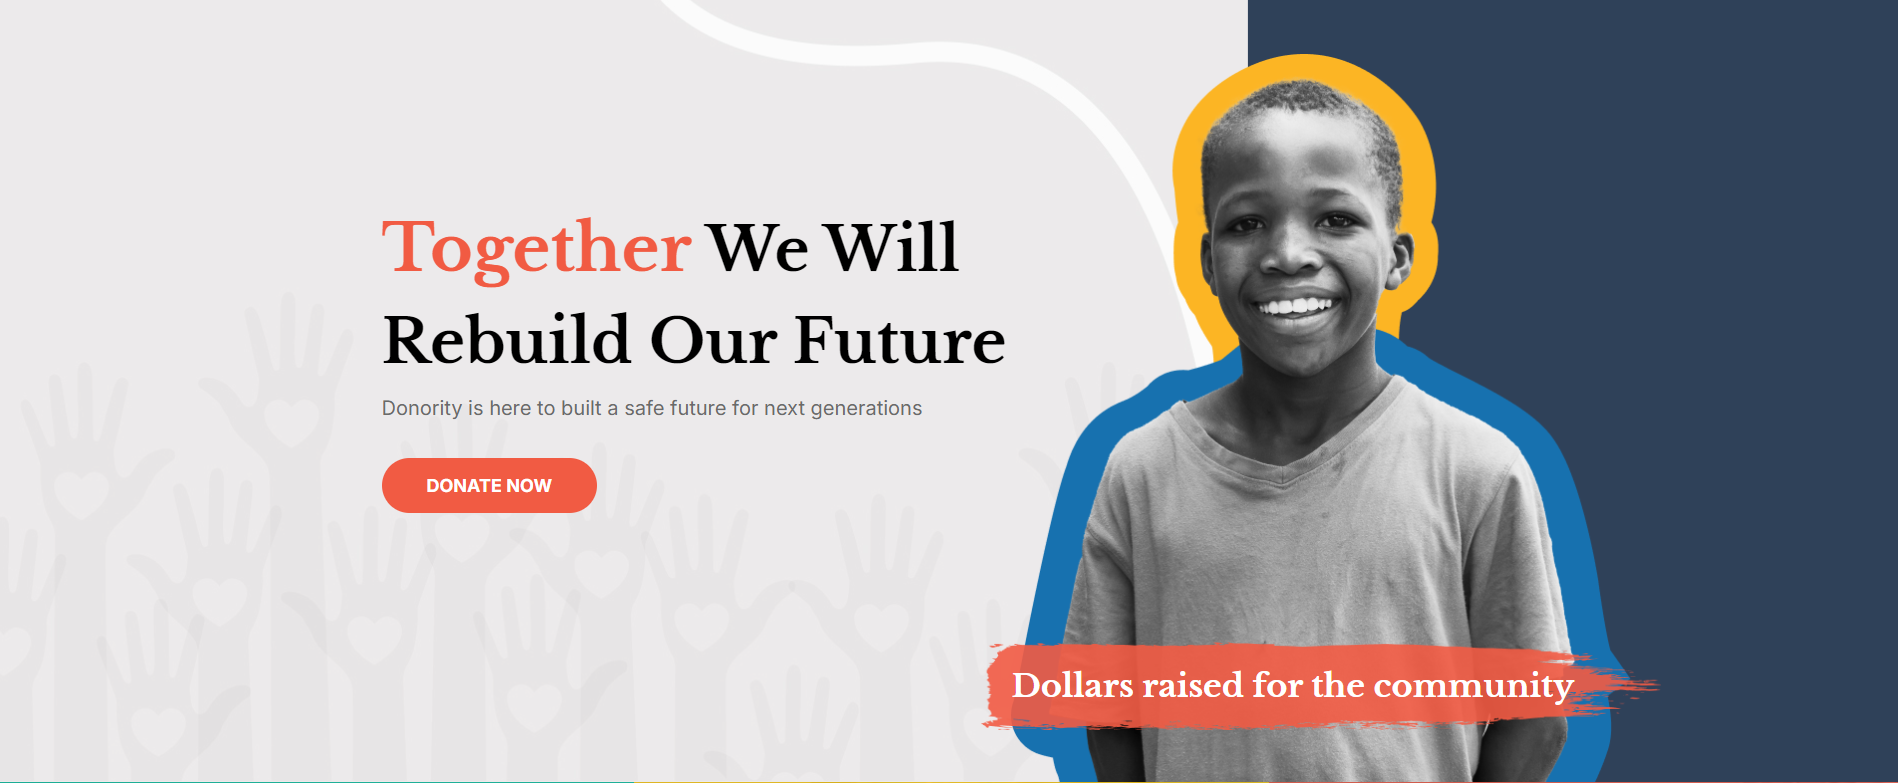 Together We Will
Rebuild Our Future
Donority is here to built a safe future for next generations
DONATE NOW
Dollars raised for the community